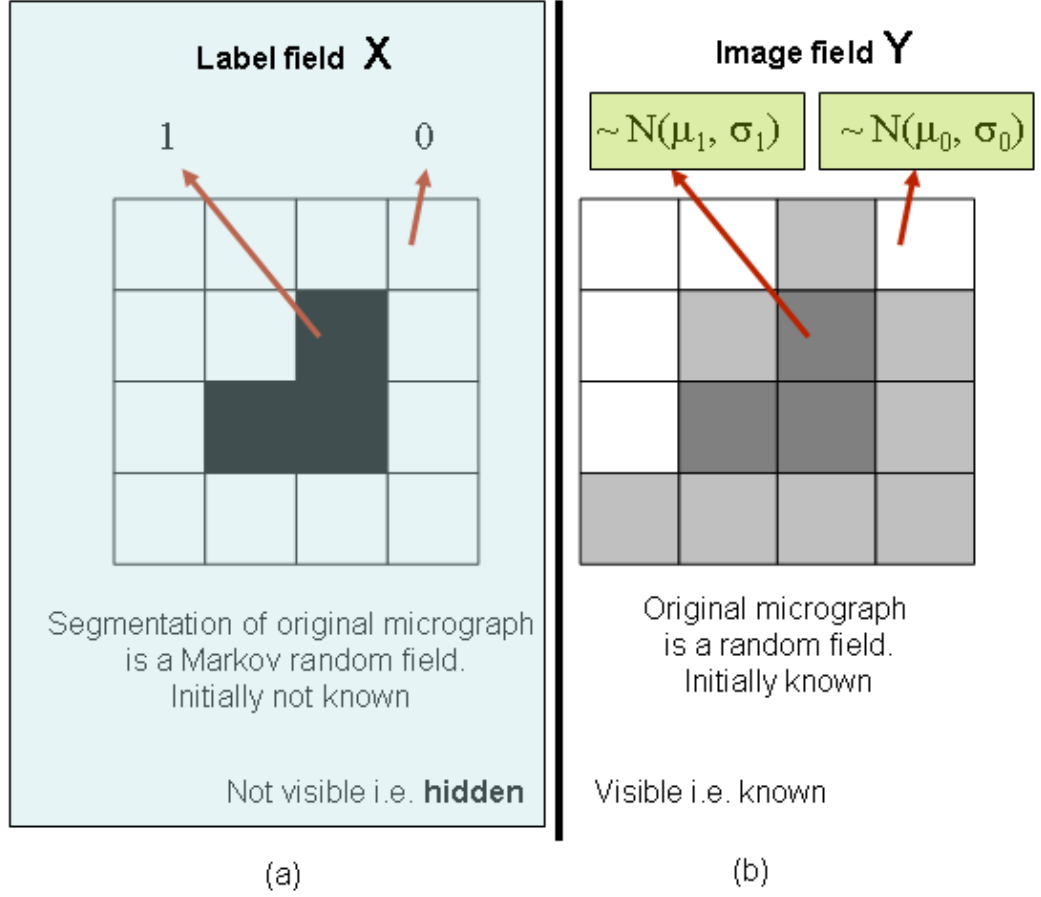 Label field X
1
0
Segmentation of original micrograph
is a Markov random field.
Initially not known
Not visible i.e. hidden
(a)
Image field Y
~ N(μ₁, σ₁)
~ N(μ₀, σ₀)
Original micrograph
is a random field.
Initially known
Visible i.e. known
(b)